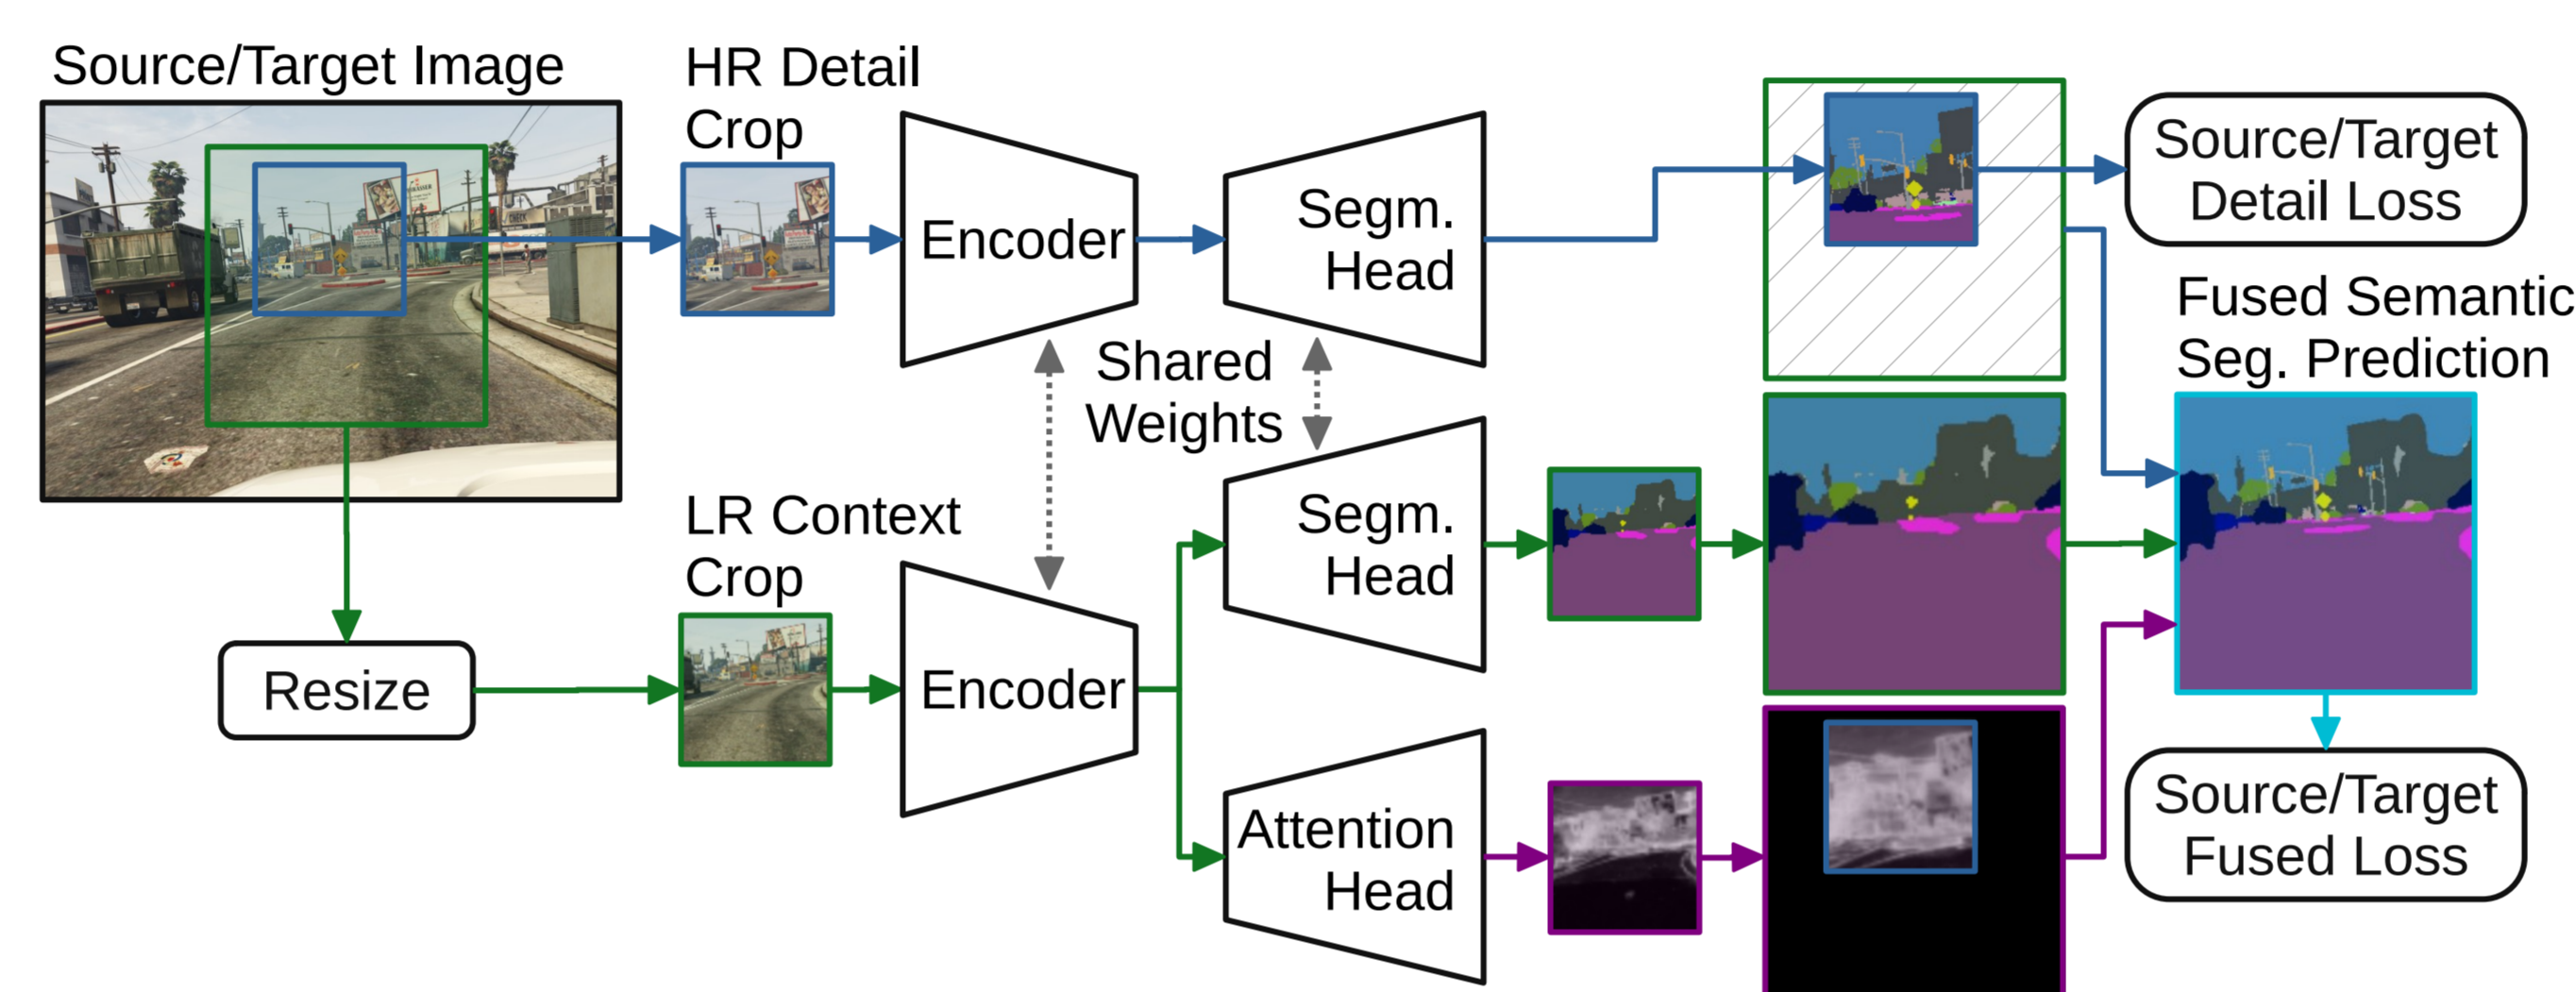 Source/Target Image
HR Detail
Crop
Encoder
Segm.
Head
Source/Target
Detail Loss
Shared
Weights
Fused Semantic
Seg. Prediction
LR Context
Crop
Resize
Encoder
Segm.
Head
Attention
Head
Source/Target
Fused Loss